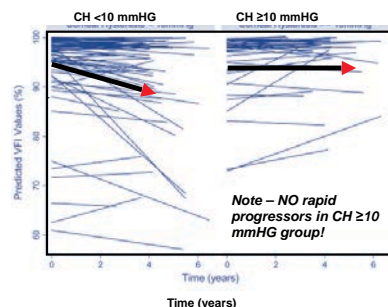 CH <10 mmHG
CH ≥10 mmHG
Predicted VFI Values (%)
100
90
80
70
60
Note – NO rapid
progressors in CH ≥10
mmHG group!
0 2 4 6
0 2 4 6
Time (years)
Time (years)